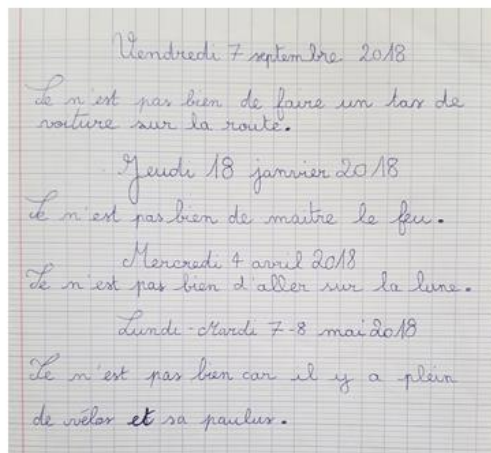 Vendredi 7 septembre 2018
Ce n'est pas bien de faire un tas de
voiture sur la route.
Jeudi 18 janvier 2018
Ce n'est pas bien de maitre le feu.
Mercredi 4 avril 2018
Ce n'est pas bien d'aller sur la lune.
Lundi-Mardi 7-8 mai 2018
Ce n'est pas bien car il y a plein
de vélos et sa paulus.